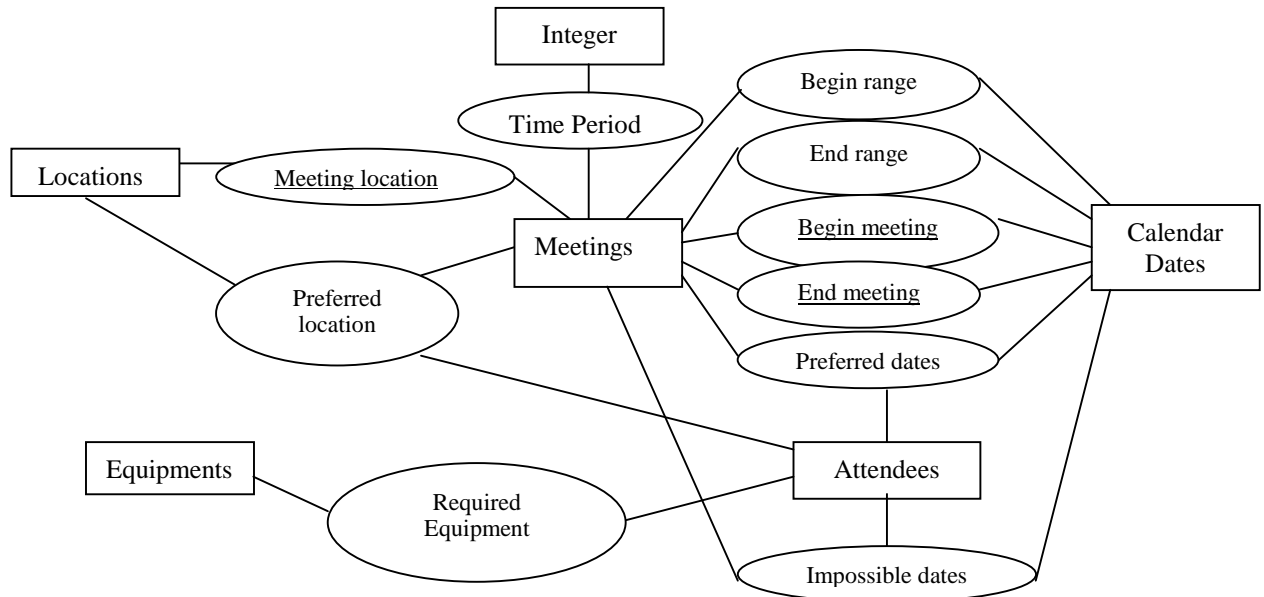 Integer
Begin range
Time Period
End range
Locations
Meeting location
Begin meeting
Meetings
Calendar
Dates
End meeting
Preferred
location
Preferred dates
Equipments
Attendees
Required
Equipment
Impossible dates